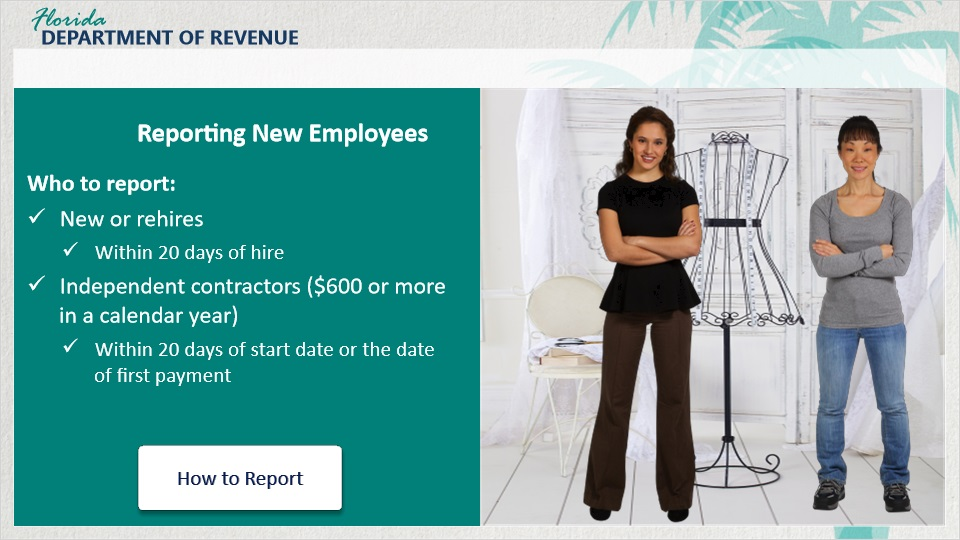 Florida
DEPARTMENT OF REVENUE
Reporting New Employees
Who to report:
✓ New or rehires
✓ Within 20 days of hire
✓ Independent contractors ($600 or more
in a calendar year)
✓ Within 20 days of start date or the date
of first payment
How to Report